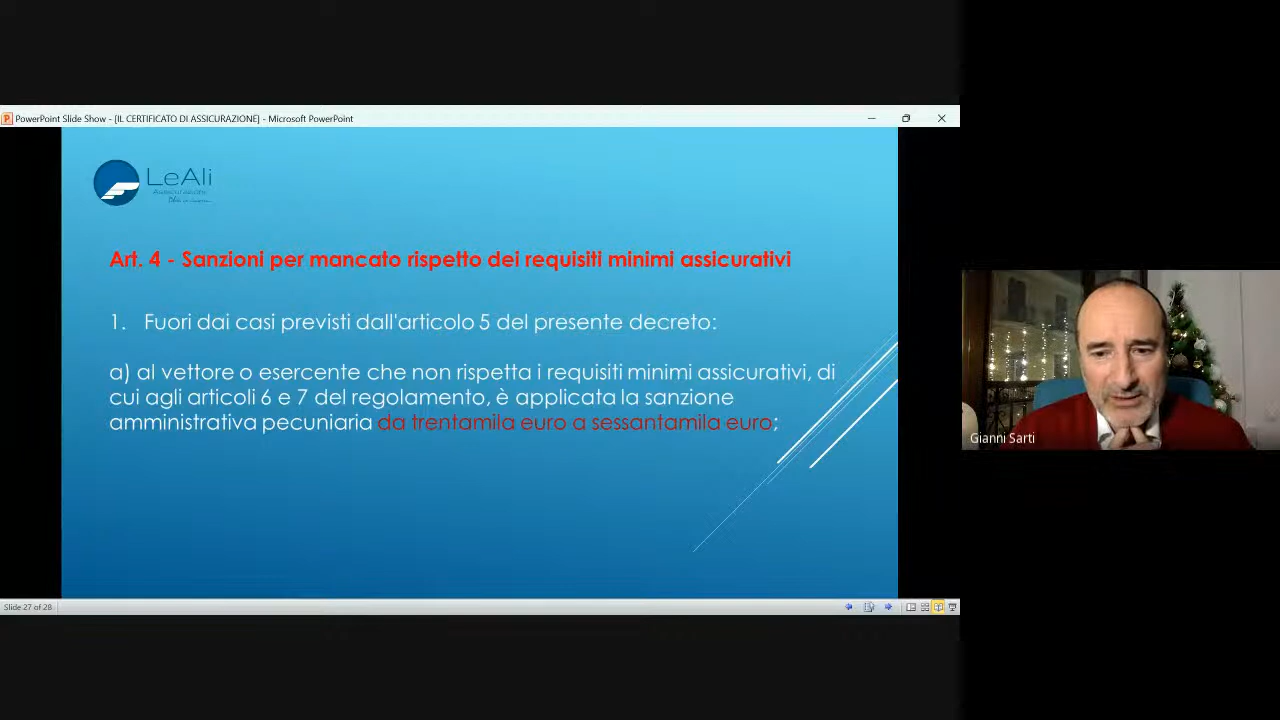 PowerPoint Slide Show - [IL CERTIFICATO DI ASSICURAZIONE] - Microsoft PowerPoint
LeAli
Assicurazioni
Art. 4 - Sanzioni per mancato rispetto dei requisiti minimi assicurativi
1. Fuori dai casi previsti dall'articolo 5 del presente decreto:
a) al vettore o esercente che non rispetta i requisiti minimi assicurativi, di
cui agli articoli 6 e 7 del regolamento, è applicata la sanzione
amministrativa pecuniaria da trentamila euro a sessantamila euro;
Gianni Sarti
Slide 27 of 28